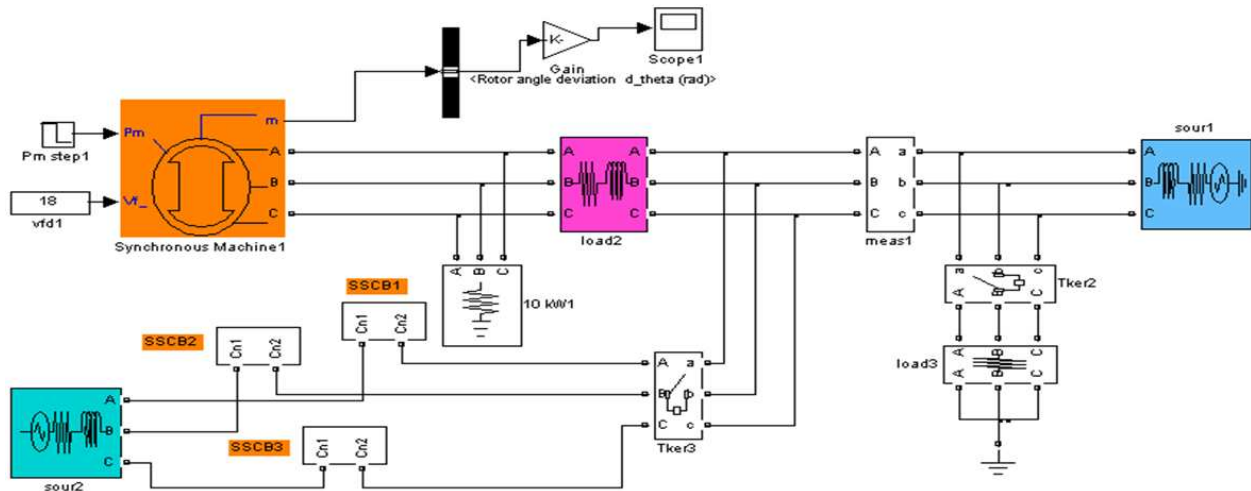 K-
Gain
Scope1
<Rotor angle deviation d_theta (rad)>
Pm step1
18
vfd1
Pm
Vf_
m
A
B
C
Synchronous Machine1
A B C
10 kW1
A A
B B
C C
load2
A a
B b
C c
meas1
sour1
A
B
C
a b c
A B C
Tker2
A B C
A B C
load3
SSCB1
Cn1 Cn2
SSCB2
Cn1 Cn2
SSCB3
Cn1 Cn2
A a
B b
C c
Tker3
A
B
C
sour2